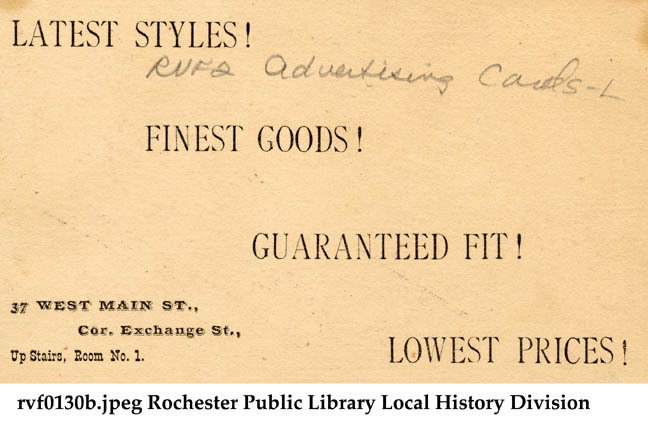 LATEST STYLES!
RVF2 Advertising Cards-L
FINEST GOODS!
GUARANTEED FIT!
37 WEST MAIN ST.,
Cor. Exchange St.,
Up Stairs, Room No. 1.
LOWEST PRICES!
rvf0130b.jpeg Rochester Public Library Local History Division